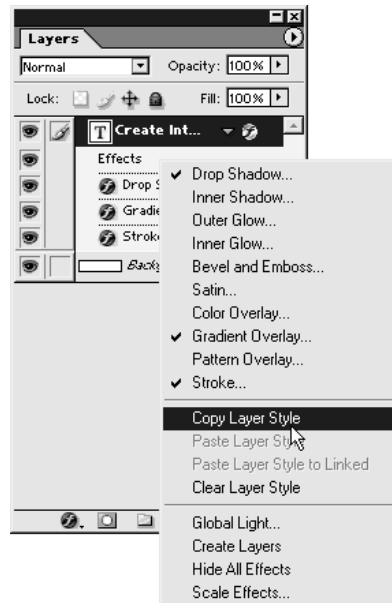 Layers
Normal Opacity: 100%
Lock: Fill: 100%
T Create Int...
Effects
Drop S
Gradie
Stroke
Backg
Drop Shadow...
Inner Shadow...
Outer Glow...
Inner Glow...
Bevel and Emboss...
Satin...
Color Overlay...
Gradient Overlay...
Pattern Overlay...
Stroke...
Copy Layer Style
Paste Layer Style
Paste Layer Style to Linked
Clear Layer Style
Global Light...
Create Layers
Hide All Effects
Scale Effects...